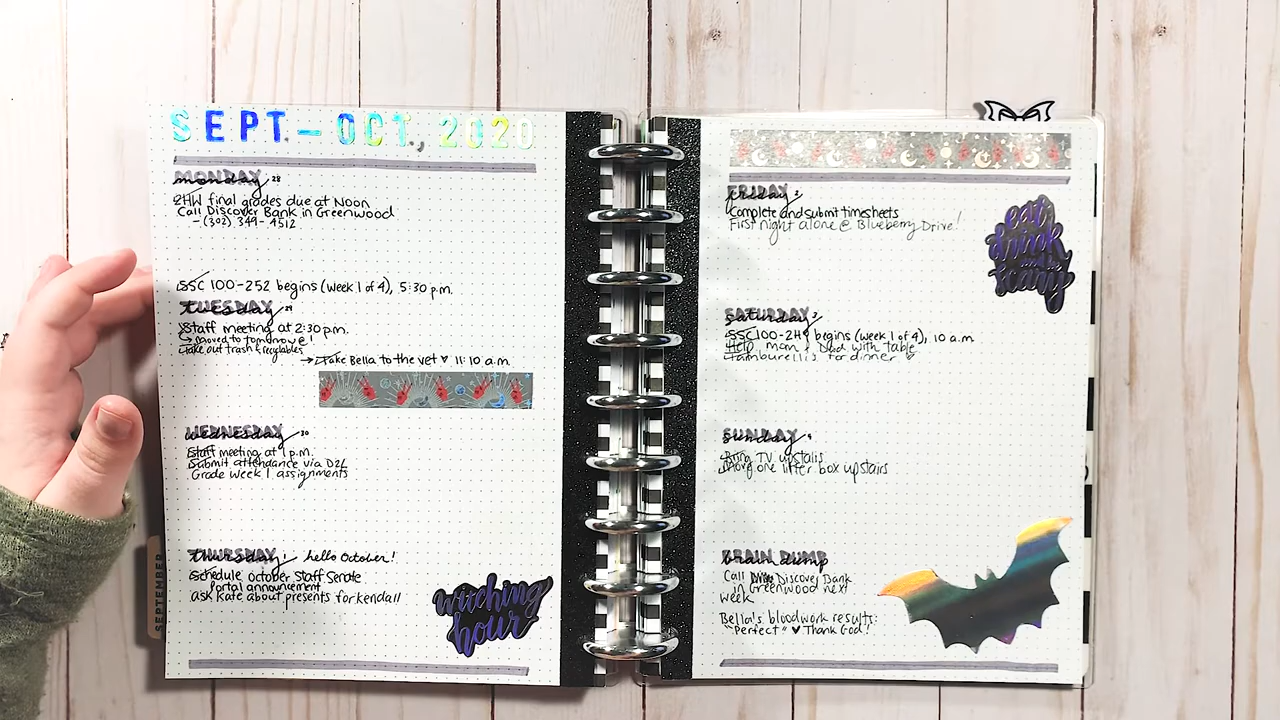 SEPT.-OCT., 2020
MONDAY 28
2HW final grades due at Noon
Call Discover Bank in Greenwood
- (302) 349-4512
SSC 100-252 begins (week 1 of 4), 5:30 p.m.
TUESDAY 29
Staff meeting at 2:30 p.m.
↳ moved to tomorrow @ 1
take out trash & recyclables
→ Take Bella to the vet ♥ 11:10 a.m.
WEDNESDAY 30
Staff meeting at 1 p.m.
Submit attendance via D2L
Grade week 1 assignments
THURSDAY 1 - hello October!
Schedule October Staff Senate
Portal announcement
ask Kate about presents for kendall
witching
hour
SEPTEMBER
FRIDAY 2
Complete and submit timesheets
First night alone @ Blueberry Drive!
eat
drink
and be
scary
SATURDAY 3
SSC100-2H9 begins (week 1 of 4), 10 a.m.
Help mom & Dad with table
Tamburelli's for dinner
SUNDAY 4
Bring TV upstairs
Move one litter box upstairs
BRAIN DUMP
Call Discover Bank
in Greenwood next
week
Bella's bloodwork results:
"Perfect" ♥ Thank God!